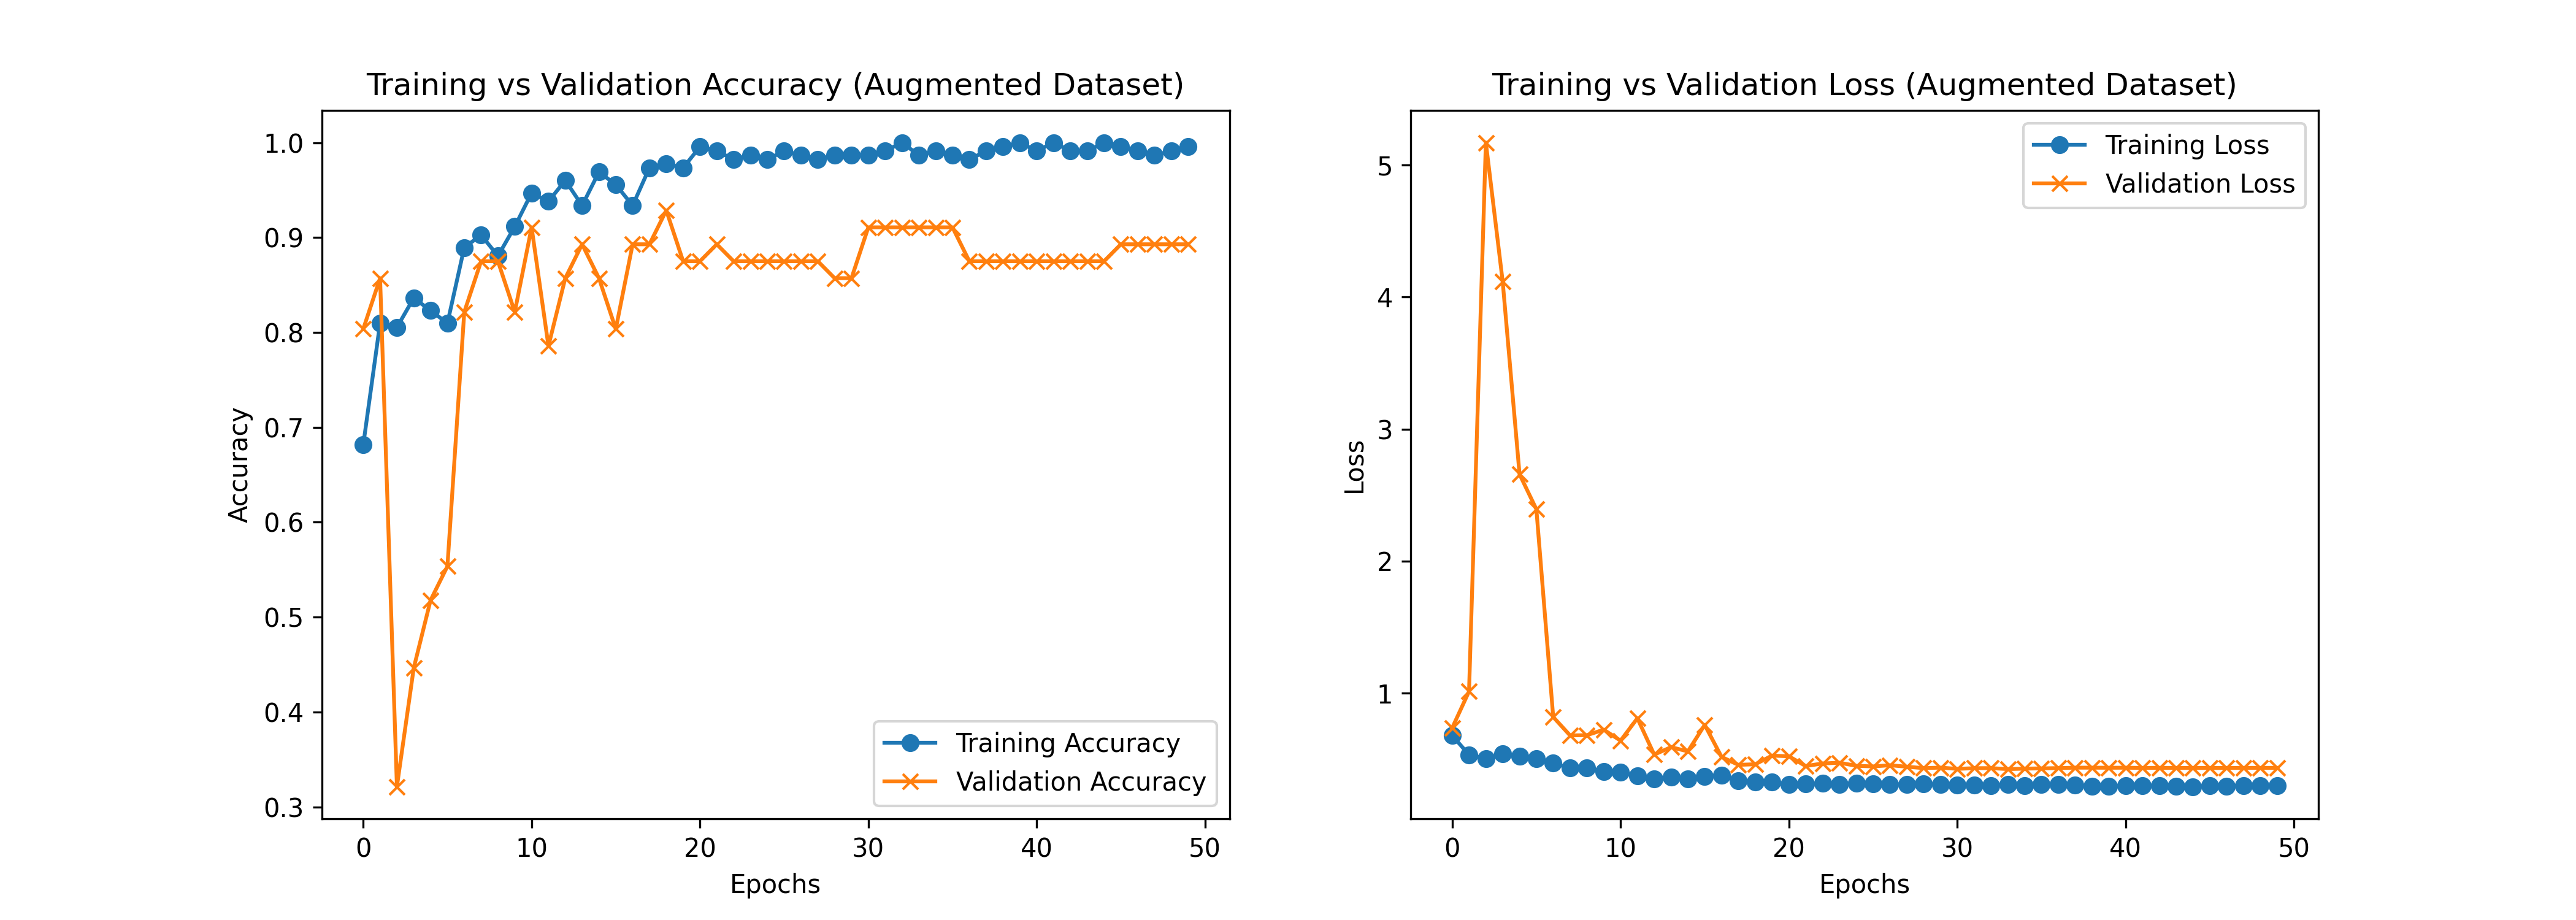 Training vs Validation Accuracy (Augmented Dataset)
1.0
0.9
0.8
0.7
0.6
0.5
0.4
0.3
Accuracy
Training Accuracy
Validation Accuracy
0 10 20 30 40 50
Epochs
Training vs Validation Loss (Augmented Dataset)
Training Loss
Validation Loss
5
4
3
2
1
Loss
0 10 20 30 40 50
Epochs